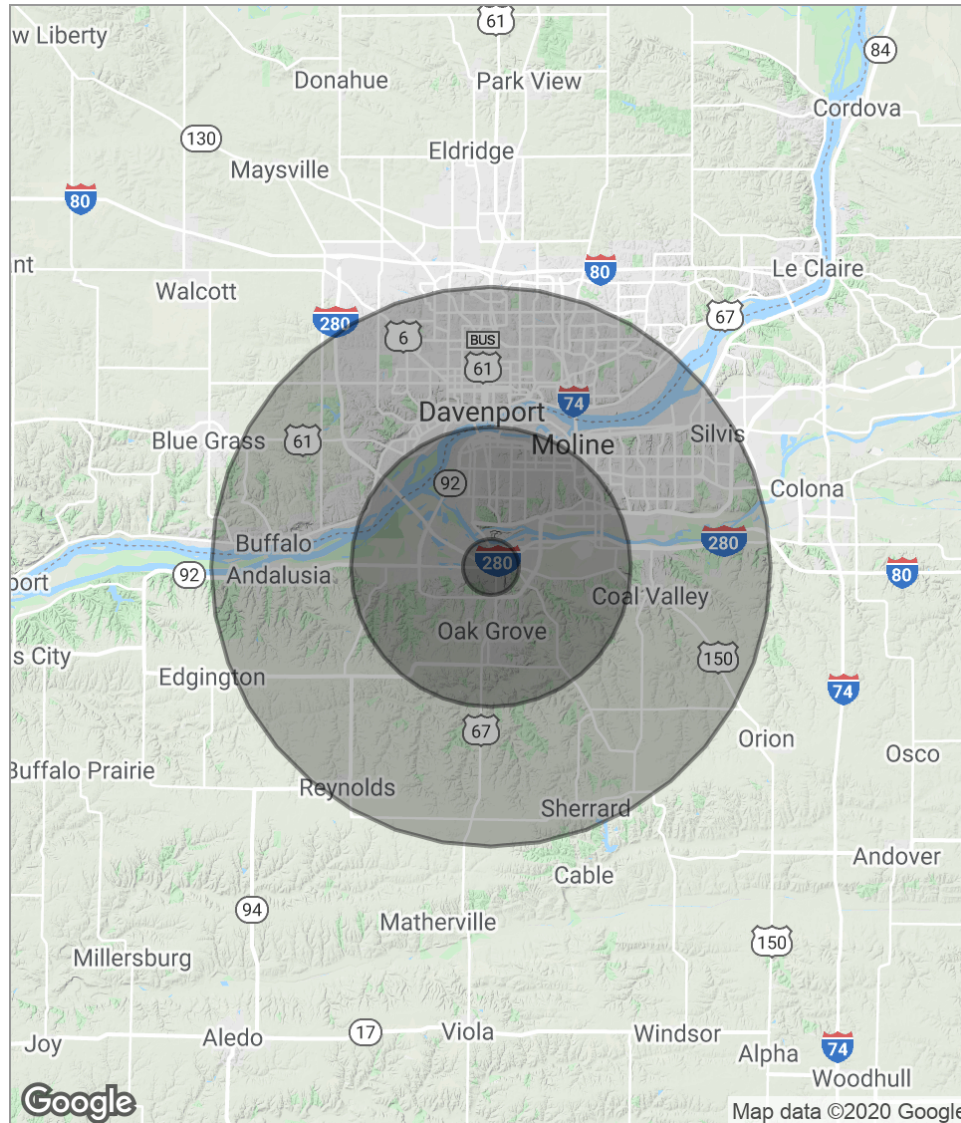 61
w Liberty
84
Donahue
Park View
Cordova
130
Eldridge
Maysville
80
nt
80
Le Claire
Walcott
67
280
6
BUS
61
74
Davenport
Blue Grass
61
Silvis
Moline
92
Colona
Buffalo
280
280
80
92
Andalusia
port
Coal Valley
Oak Grove
s City
150
Edgington
74
67
Orion
Osco
Buffalo Prairie
Reynolds
Sherrard
Andover
Cable
94
Matherville
150
Millersburg
17
Viola
Windsor
Joy
Aledo
74
Alpha
Woodhull
Google
Map data ©2020 Google